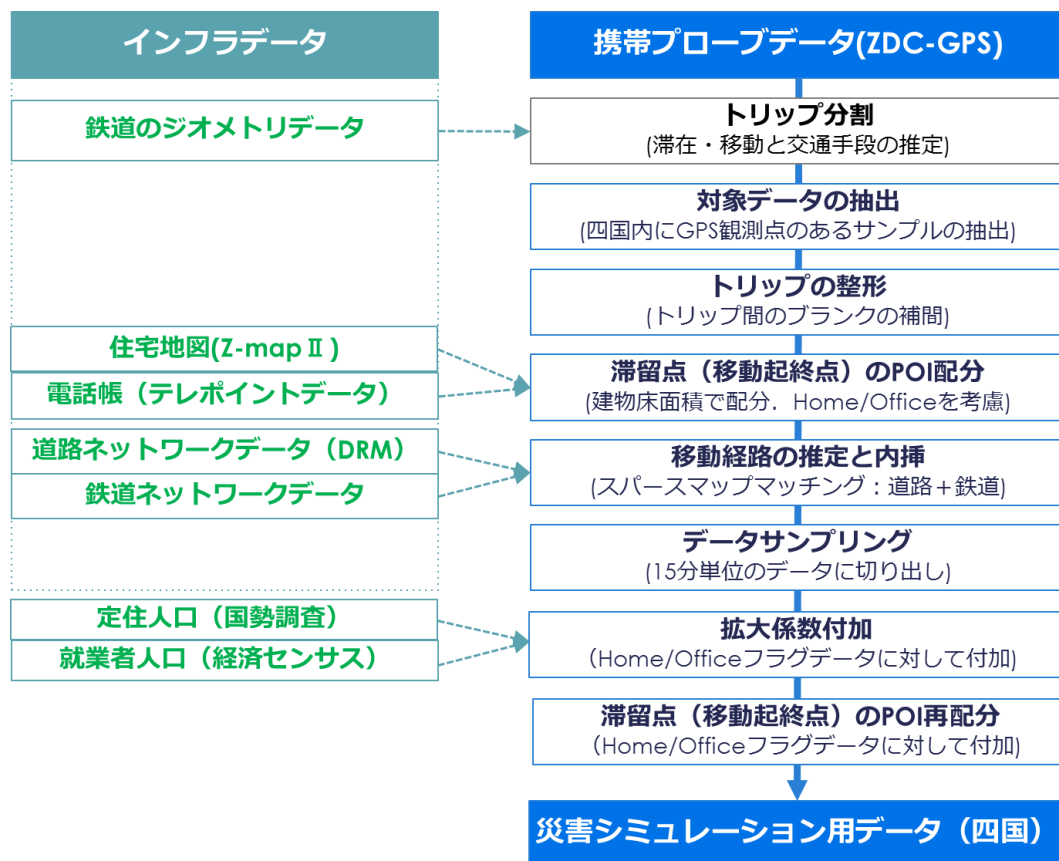 インフラデータ
携帯プローブデータ(ZDC-GPS)
鉄道のジオメトリデータ
トリップ分割
(滞在・移動と交通手段の推定)
対象データの抽出
(四国内にGPS観測点のあるサンプルの抽出)
トリップの整形
(トリップ間のブランクの補間)
住宅地図(Z-mapⅡ)
電話帳（テレポイントデータ）
滞留点（移動起終点）のPOI配分
(建物床面積で配分．Home/Officeを考慮)
道路ネットワークデータ（DRM）
鉄道ネットワークデータ
移動経路の推定と内挿
(スパースマップマッチング：道路＋鉄道)
データサンプリング
(15分単位のデータに切り出し)
定住人口（国勢調査）
就業者人口（経済センサス）
拡大係数付加
（Home/Officeフラグデータに対して付加)
滞留点（移動起終点）のPOI再配分
（Home/Officeフラグデータに対して付加)
災害シミュレーション用データ（四国）